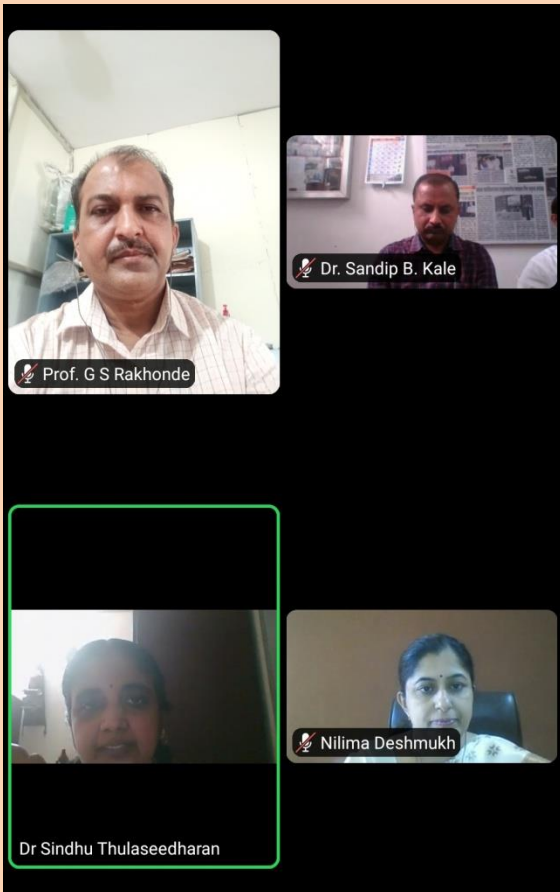 Prof. G S Rakhonde
Dr. Sandip B. Kale
Dr Sindhu Thulaseedharan
Nilima Deshmukh